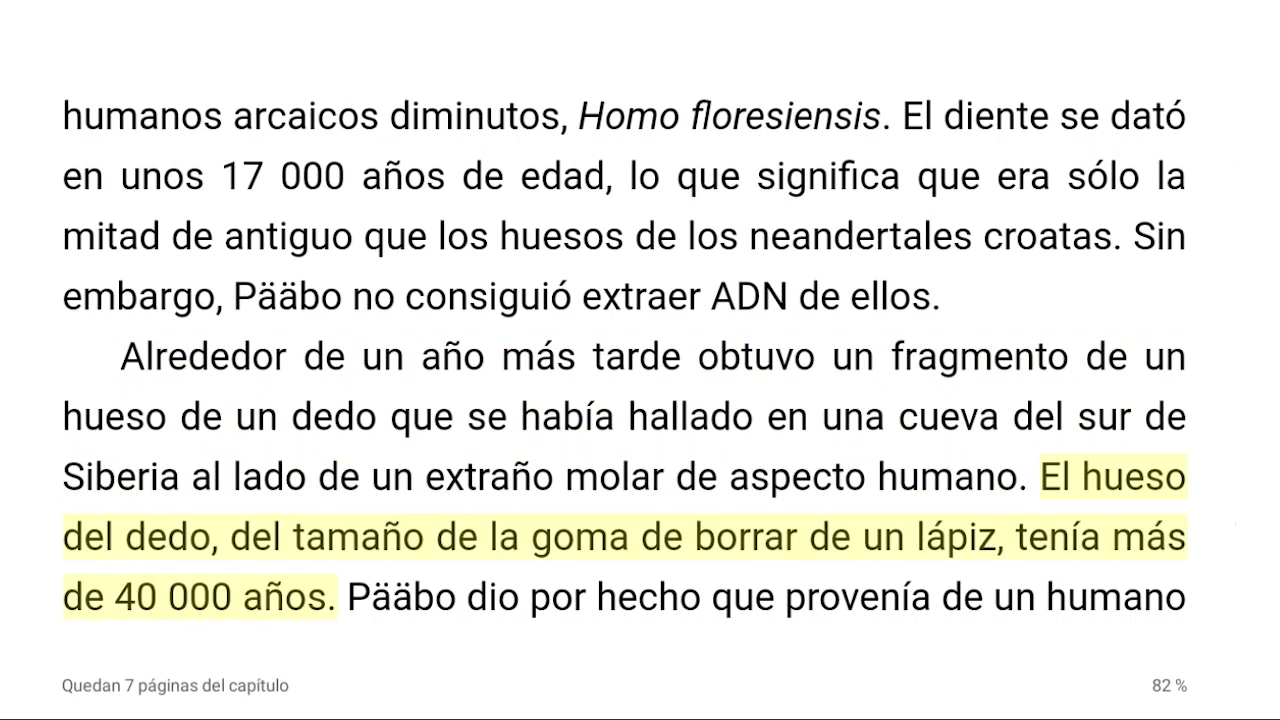 humanos arcaicos diminutos, Homo floresiensis. El diente se dató
en unos 17 000 años de edad, lo que significa que era sólo la
mitad de antiguo que los huesos de los neandertales croatas. Sin
embargo, Pääbo no consiguió extraer ADN de ellos.
Alrededor de un año más tarde obtuvo un fragmento de un
hueso de un dedo que se había hallado en una cueva del sur de
Siberia al lado de un extraño molar de aspecto humano. El hueso
del dedo, del tamaño de la goma de borrar de un lápiz, tenía más
de 40 000 años. Pääbo dio por hecho que provenía de un humano
Quedan 7 páginas del capítulo
82 %